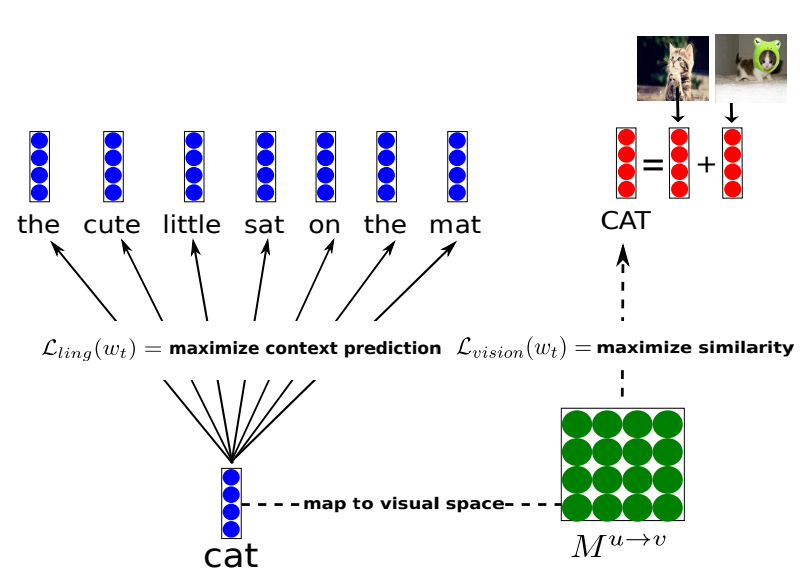 the cute little sat on the mat
= +
CAT
$\mathcal{L}_{ling}(w_t) =$ maximize context prediction
$\mathcal{L}_{vision}(w_t) =$ maximize similarity
map to visual space
cat
$M^{u \to v}$